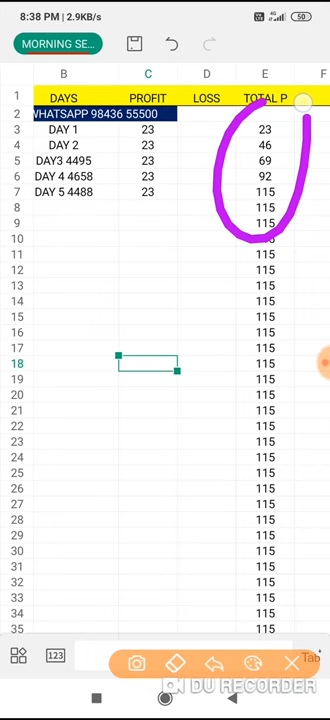 8:38 PM | 2.9KB/s
4G
50
MORNING SE...
B C D E F
1 DAYS PROFIT LOSS TOTAL P
2 WHATSAPP 98436 55500
3 DAY 1 23 23
4 DAY 2 23 46
5 DAY3 4495 23 69
6 DAY 4 4658 23 92
7 DAY 5 4488 23 115
8 115
9 115
10
11 115
12 115
13 115
14 115
15 115
16 115
17 115
18 115
19 115
20 115
21 115
22 115
23 115
24 115
25 115
26 115
27 115
28 115
29 115
30 115
31 115
32 115
33 115
34 115
35 115
123
Tab
DU RECORDER